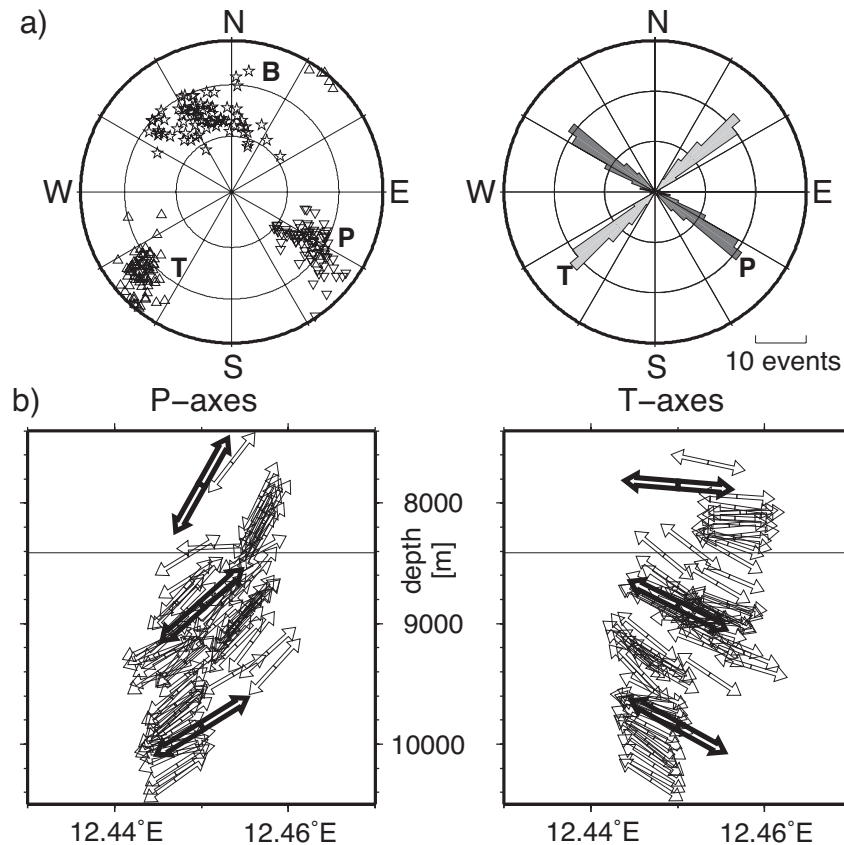 a)
N
B
W
E
P
T
S
N
W
E
T
P
S
10 events
b)
P−axes
T−axes
8000
depth
[m]
9000
10000
12.44°E
12.46°E
12.44°E
12.46°E